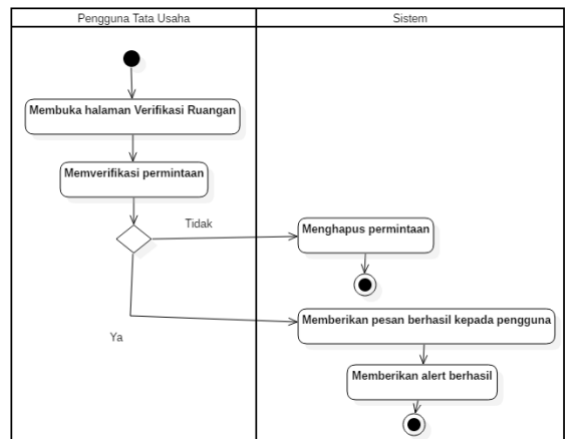 Pengguna Tata Usaha
Sistem
Membuka halaman Verifikasi Ruangan
Memverifikasi permintaan
Tidak
Menghapus permintaan
Memberikan pesan berhasil kepada pengguna
Ya
Memberikan alert berhasil